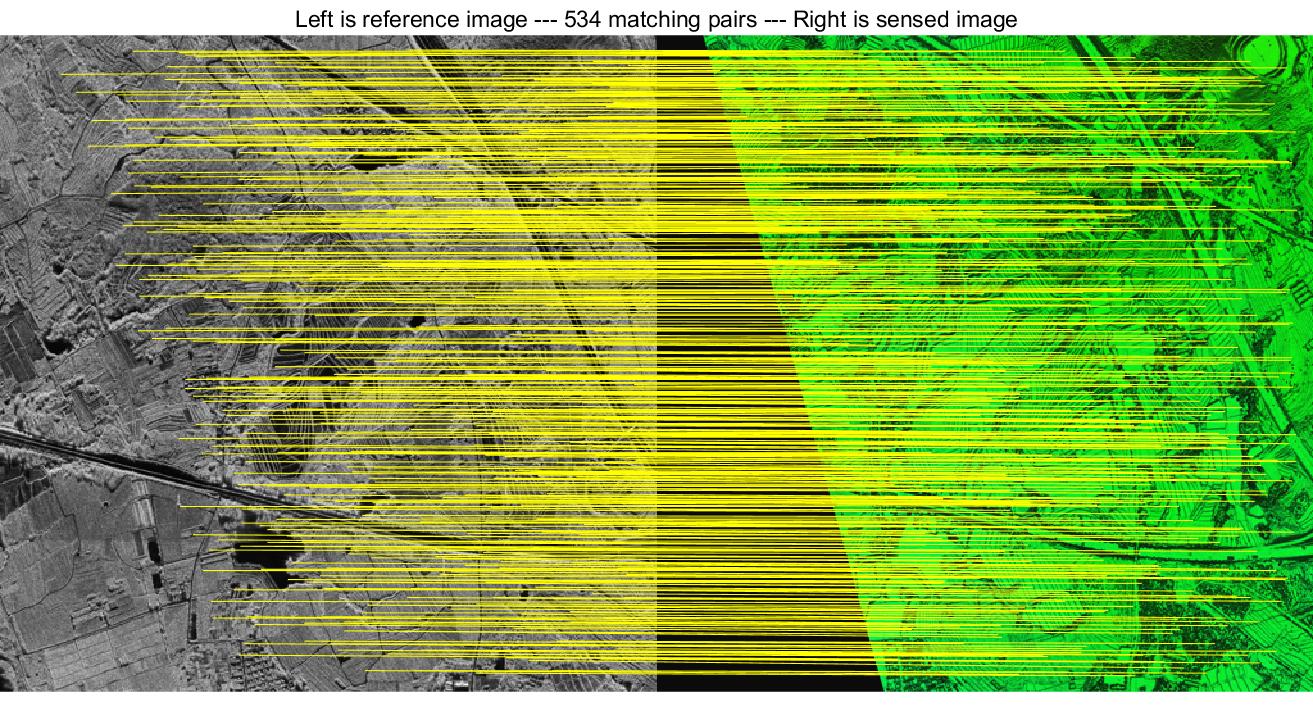 Left is reference image --- 534 matching pairs --- Right is sensed image